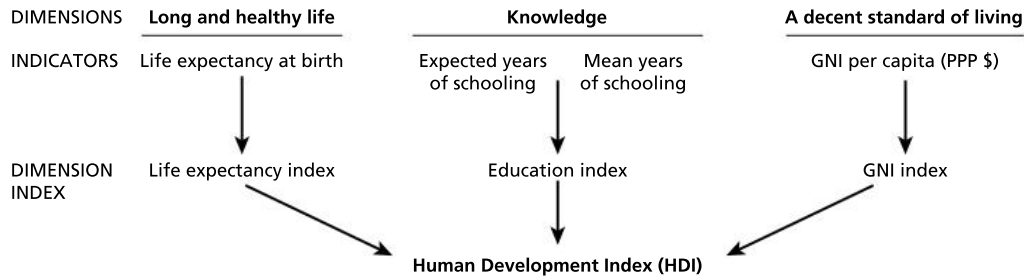 DIMENSIONS Long and healthy life Knowledge A decent standard of living
INDICATORS Life expectancy at birth Expected years of schooling Mean years of schooling GNI per capita (PPP $)
DIMENSION INDEX Life expectancy index Education index GNI index
Human Development Index (HDI)